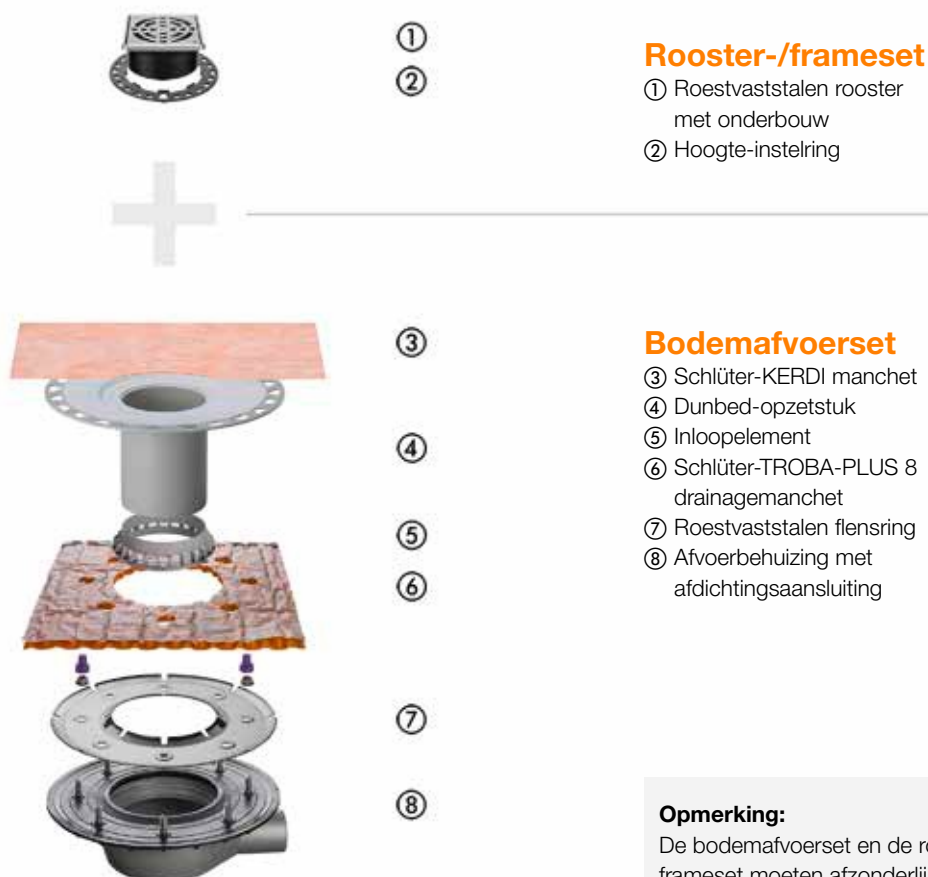 ①
②
Rooster-/frameset
① Roestvaststalen rooster
met onderbouw
② Hoogte-instelring
③
④
⑤
⑥
⑦
⑧
Bodemafvoerset
③ Schlüter-KERDI manchet
④ Dunbed-opzetstuk
⑤ Inloopelement
⑥ Schlüter-TROBA-PLUS 8
drainagemanchet
⑦ Roestvaststalen flensring
⑧ Afvoerbehuizing met
afdichtingsaansluiting
Opmerking:
De bodemafvoerset en de
frameset moeten